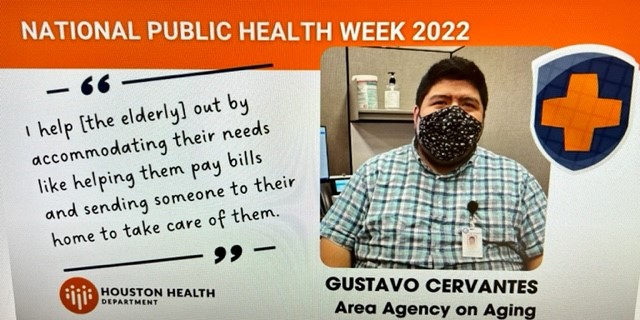 NATIONAL PUBLIC HEALTH WEEK 2022
“
I help [the elderly] out by
accommodating their needs
like helping them pay bills
and sending someone to their
home to take care of them.
”
HOUSTON HEALTH
DEPARTMENT
GUSTAVO CERVANTES
Area Agency on Aging